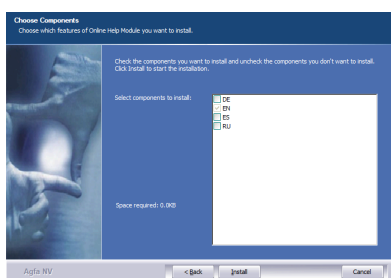 Choose Components
Choose which features of Online Help Module you want to install.
Check the components you want to install and uncheck the components you don't want to install.
Click Install to start the installation.
Select components to install:
DE
EN
ES
RU
Space required: 0.0KB
Agfa NV
< Back
Install
Cancel